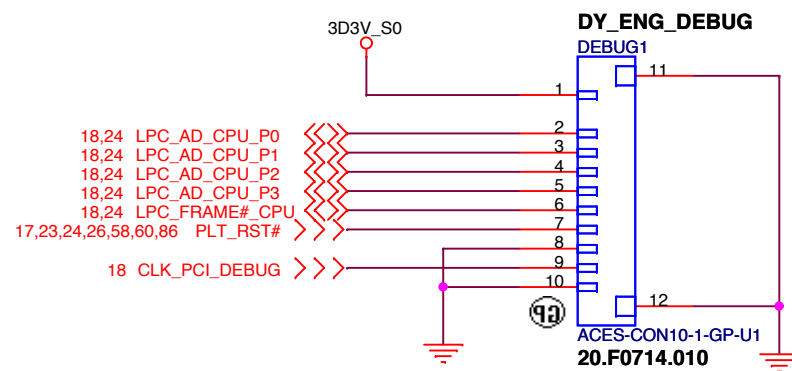 DY_ENG_DEBUG
3D3V_S0
DEBUG1
11
1
18,24 LPC_AD_CPU_P0 2
18,24 LPC_AD_CPU_P1 3
18,24 LPC_AD_CPU_P2 4
18,24 LPC_AD_CPU_P3 5
18,24 LPC_FRAME#_CPU 6
17,23,24,26,58,60,86 PLT_RST# 7
8
18 CLK_PCI_DEBUG 9
10
12
GP
ACES-CON10-1-GP-U1
20.F0714.010